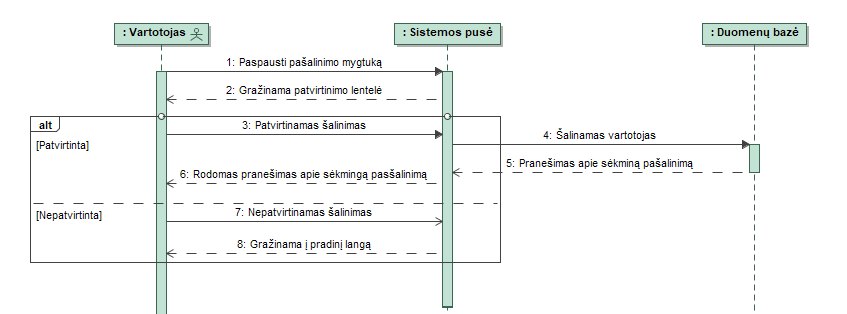 : Vartotojas
: Sistemos pusė
: Duomenų bazė
1: Paspausti pašalinimo mygtuką
2: Gražinama patvirtinimo lentelė
alt
3: Patvirtinamas šalinimas
[Patvirtinta]
4: Šalinamas vartotojas
5: Pranešimas apie sėkminą pašalinimą
6: Rodomas pranešimas apie sėkmingą pasšalinimą
[Nepatvirtinta]
7: Nepatvirtinamas šalinimas
8: Gražinama į pradinį langą